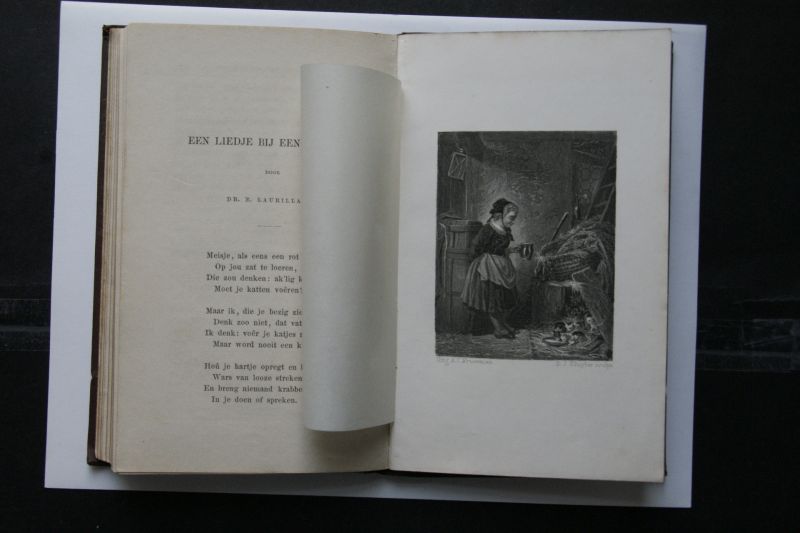 EEN LIEDJE BIJ EEN
DOOR
DR. E. LAURILLA
Meisje, als eens een rot
Op jou zat te loeren,
Die zou denken: ak'lig k
Moet je katten voêren!
Maar ik, die je bezig zie
Denk zoo niet, dat vat
Ik denk: voêr je katjes
Maar word nooit een k
Hoû je hartje opregt en
Wars van looze streken
En breng niemand krabbe
In je doen of spreken.